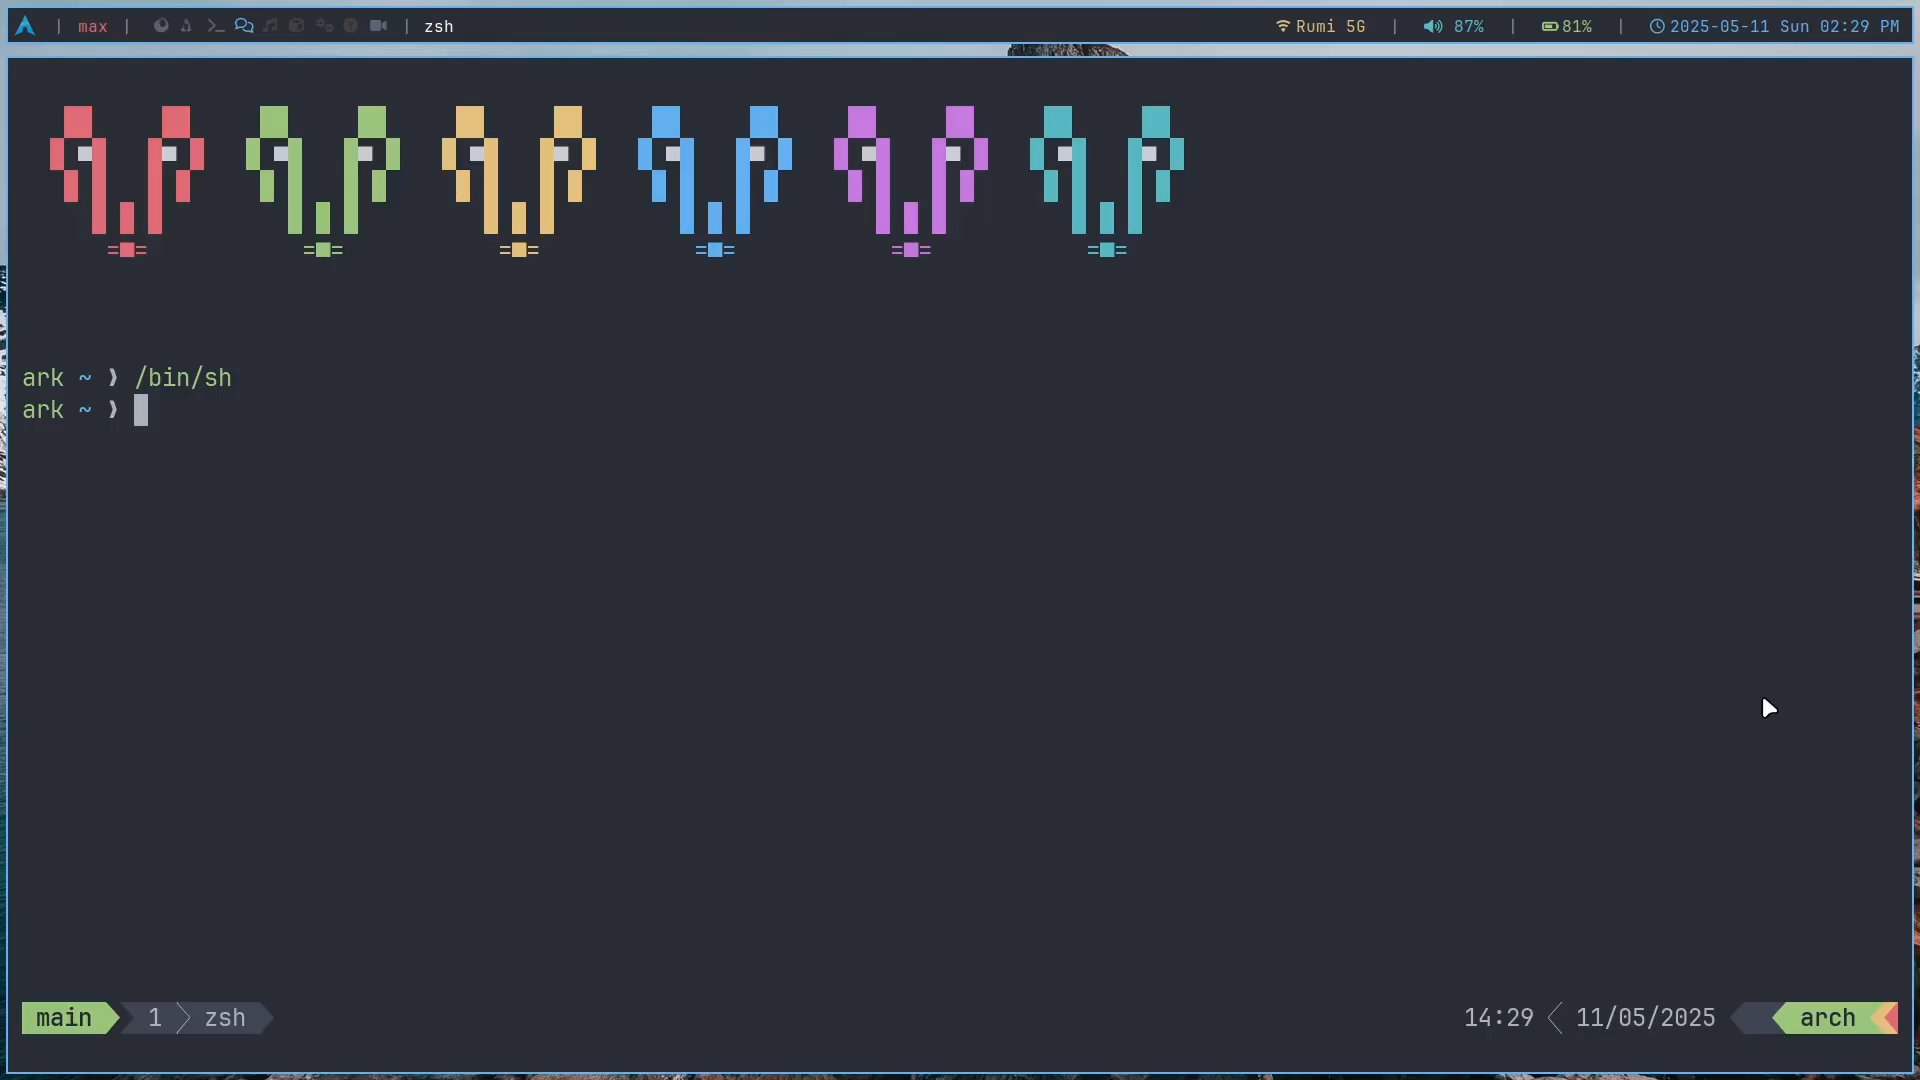 | max | | zsh
Rumi 5G | 87% | 81% | 2025-05-11 Sun 02:29 PM
=■= =■= =■= =■= =■= =■=
ark ~ ❯ /bin/sh
ark ~ ❯
main 1 zsh
14:29 11/05/2025 arch